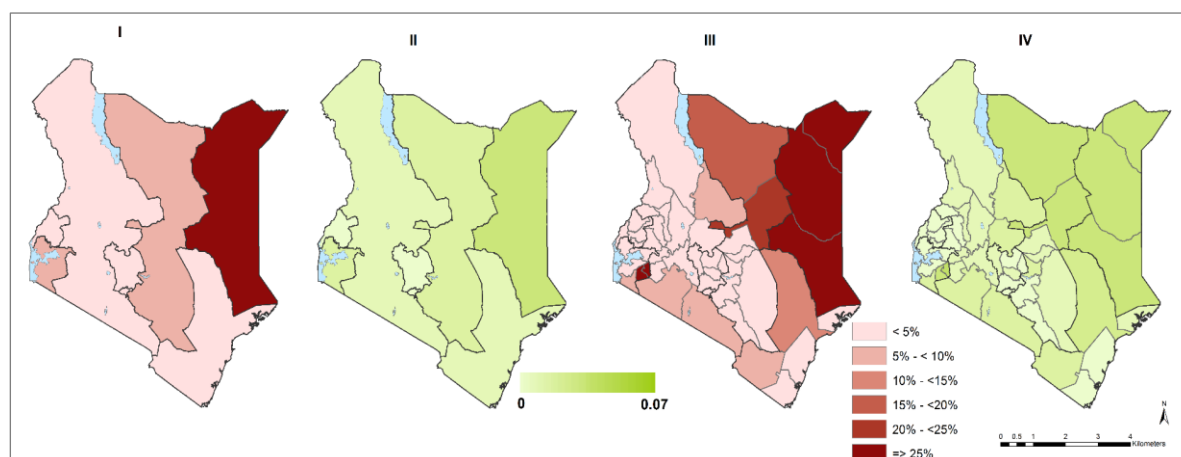 I
II
III
IV
0
0.07
< 5%
5% - < 10%
10% - <15%
15% - <20%
20% - <25%
=> 25%
N
0 0.5 1 2 3 4
Kilometers